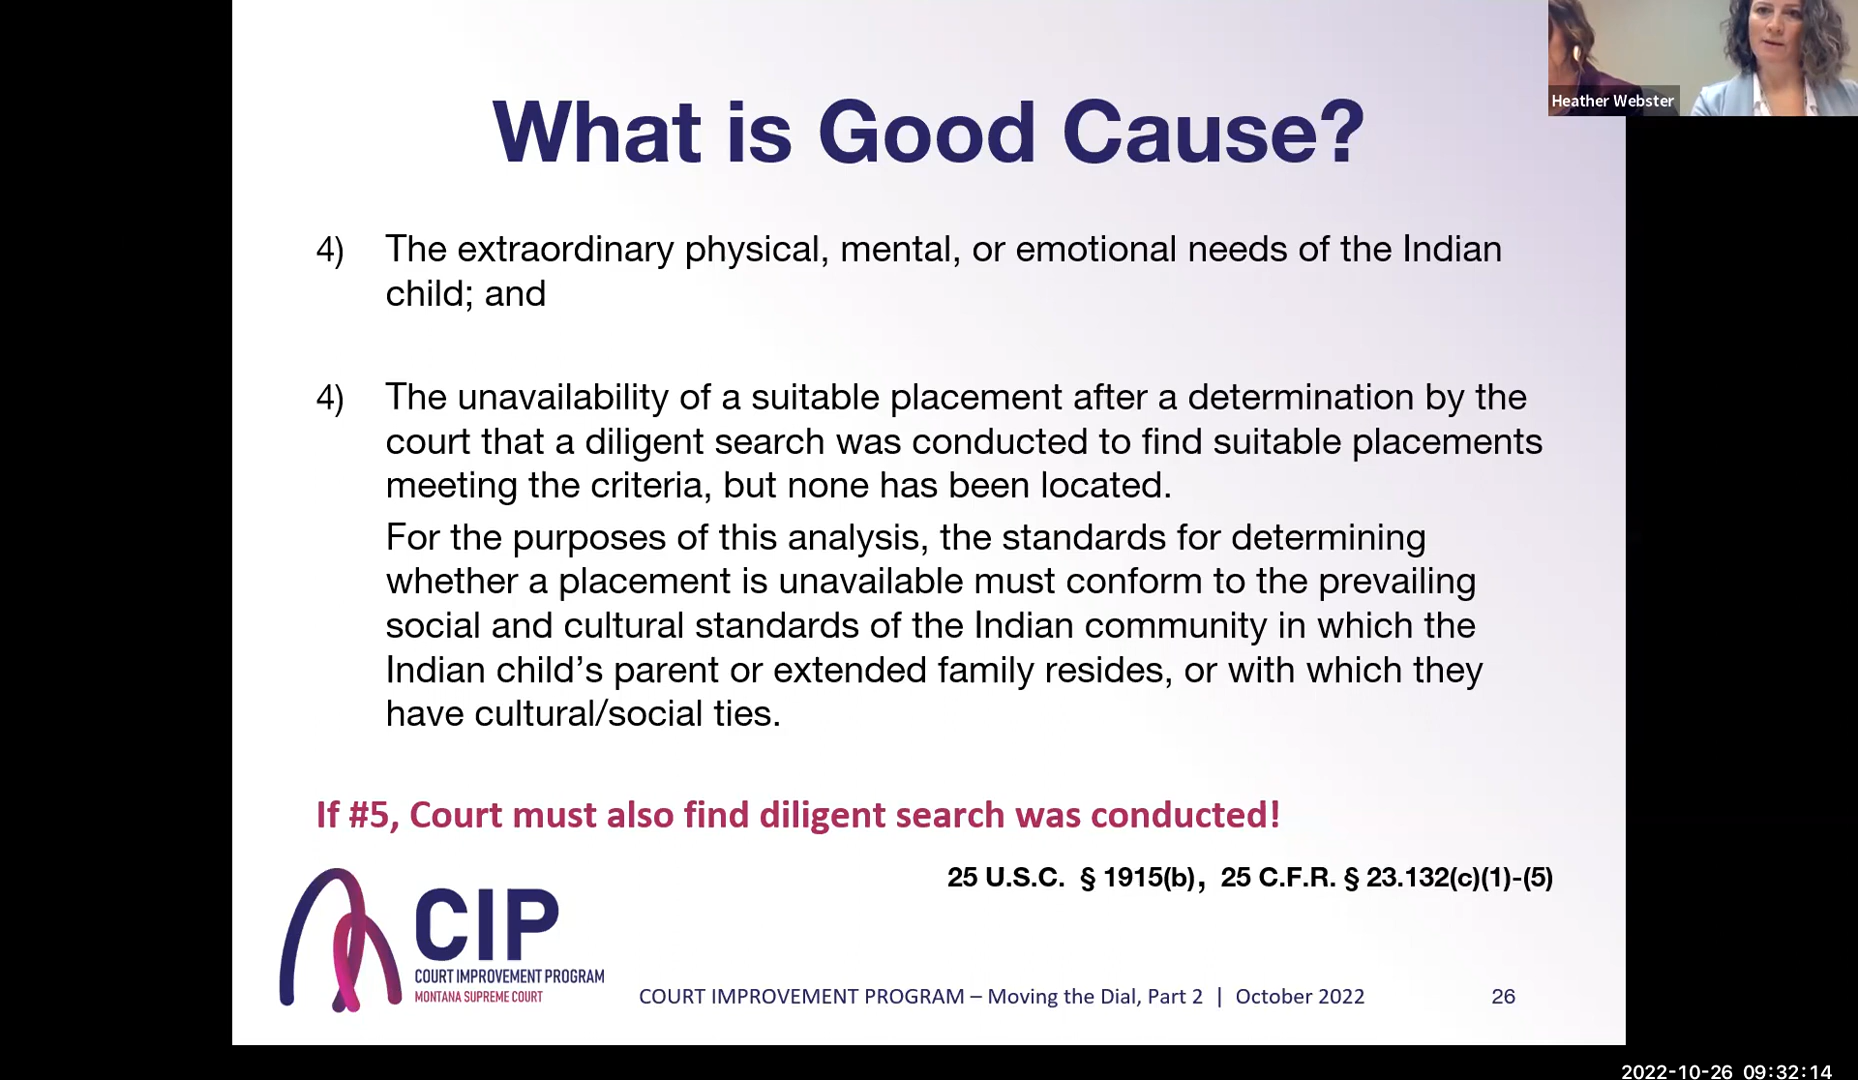 Heather Webster
What is Good Cause?
4) The extraordinary physical, mental, or emotional needs of the Indian
child; and
4) The unavailability of a suitable placement after a determination by the
court that a diligent search was conducted to find suitable placements
meeting the criteria, but none has been located.
For the purposes of this analysis, the standards for determining
whether a placement is unavailable must conform to the prevailing
social and cultural standards of the Indian community in which the
Indian child’s parent or extended family resides, or with which they
have cultural/social ties.
If #5, Court must also find diligent search was conducted!
25 U.S.C. § 1915(b), 25 C.F.R. § 23.132(c)(1)-(5)
CIP
COURT IMPROVEMENT PROGRAM
MONTANA SUPREME COURT
COURT IMPROVEMENT PROGRAM – Moving the Dial, Part 2 | October 2022
26
2022-10-26 09:32:14